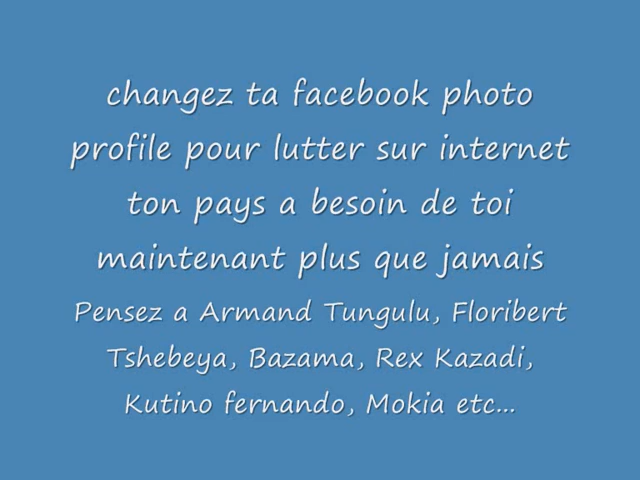 changez ta facebook photo
profile pour lutter sur internet
ton pays a besoin de toi
maintenant plus que jamais
Pensez a Armand Tungulu, Floribert
Tshebeya, Bazama, Rex Kazadi,
Kutino fernando, Mokia etc...